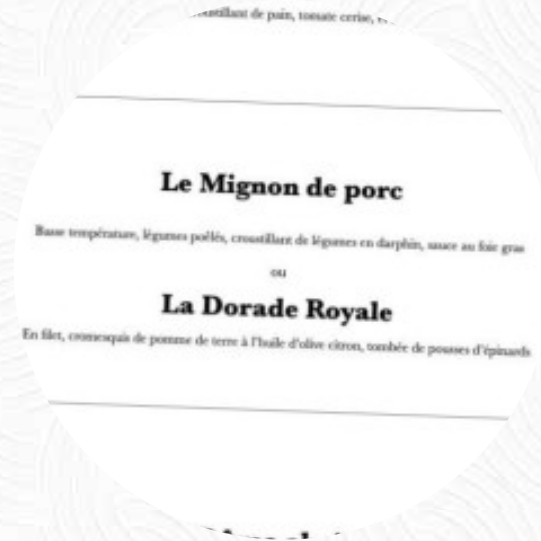 croustillant de pain, tomate cerise,
Le Mignon de porc
Basse température, légumes poêlés, croustillant de légumes en darphin, sauce au foie gras
ou
La Dorade Royale
En filet, cromesquis de pomme de terre à l'huile d'olive citron, tombée de pousses d'épinards